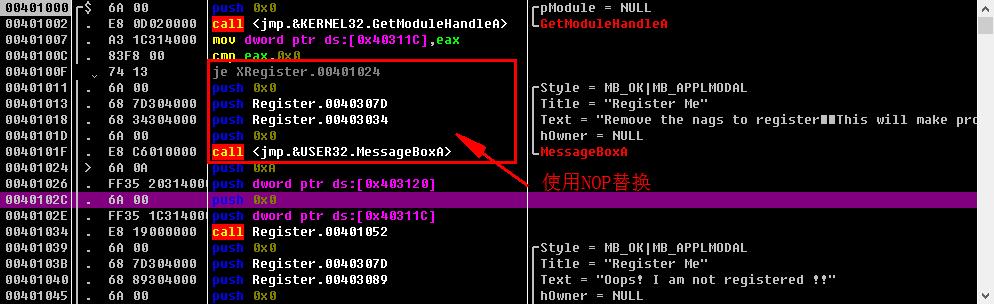 00401000 ┌$ 6A 00 push 0x0 ┌pModule = NULL
00401002 . E8 0D020000 call <jmp.&KERNEL32.GetModuleHandleA> └GetModuleHandleA
00401007 . A3 1C314000 mov dword ptr ds:[0x40311C],eax
0040100C . 83F8 00 cmp eax,0x0
0040100F . 74 13 je XRegister.00401024
00401011 . 6A 00 push 0x0 ┌Style = MB_OK|MB_APPLMODAL
00401013 . 68 7D304000 push Register.0040307D Title = "Register Me"
00401018 . 68 34304000 push Register.00403034 Text = "Remove the nags to register■■This will make pro
0040101D . 6A 00 push 0x0 hOwner = NULL
0040101F . E8 C6010000 call <jmp.&USER32.MessageBoxA> └MessageBoxA
00401024 > 6A 0A push 0xA
00401026 . FF35 20314000 push dword ptr ds:[0x403120]
使用NOP替换
0040102C . 6A 00 push 0x0
0040102E . FF35 1C314000 push dword ptr ds:[0x40311C]
00401034 . E8 19000000 call Register.00401052
00401039 . 6A 00 push 0x0 ┌Style = MB_OK|MB_APPLMODAL
0040103B . 68 7D304000 push Register.0040307D Title = "Register Me"
00401040 . 68 89304000 push Register.00403089 Text = "Oops! I am not registered !!"
00401045 . 6A 00 push 0x0 hOwner = NULL